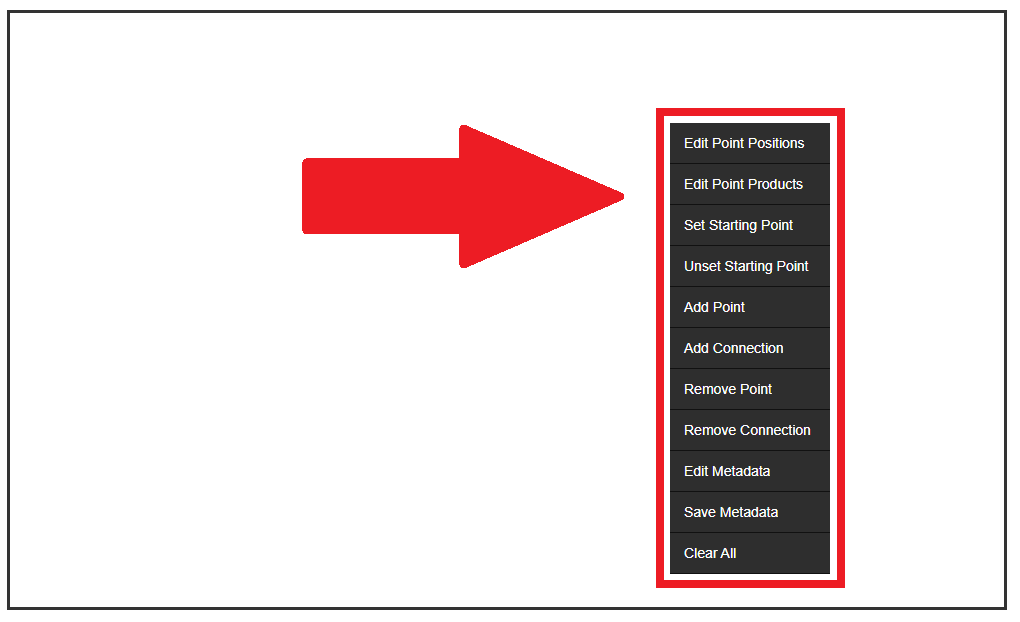 Edit Point Positions
Edit Point Products
Set Starting Point
Unset Starting Point
Add Point
Add Connection
Remove Point
Remove Connection
Edit Metadata
Save Metadata
Clear All